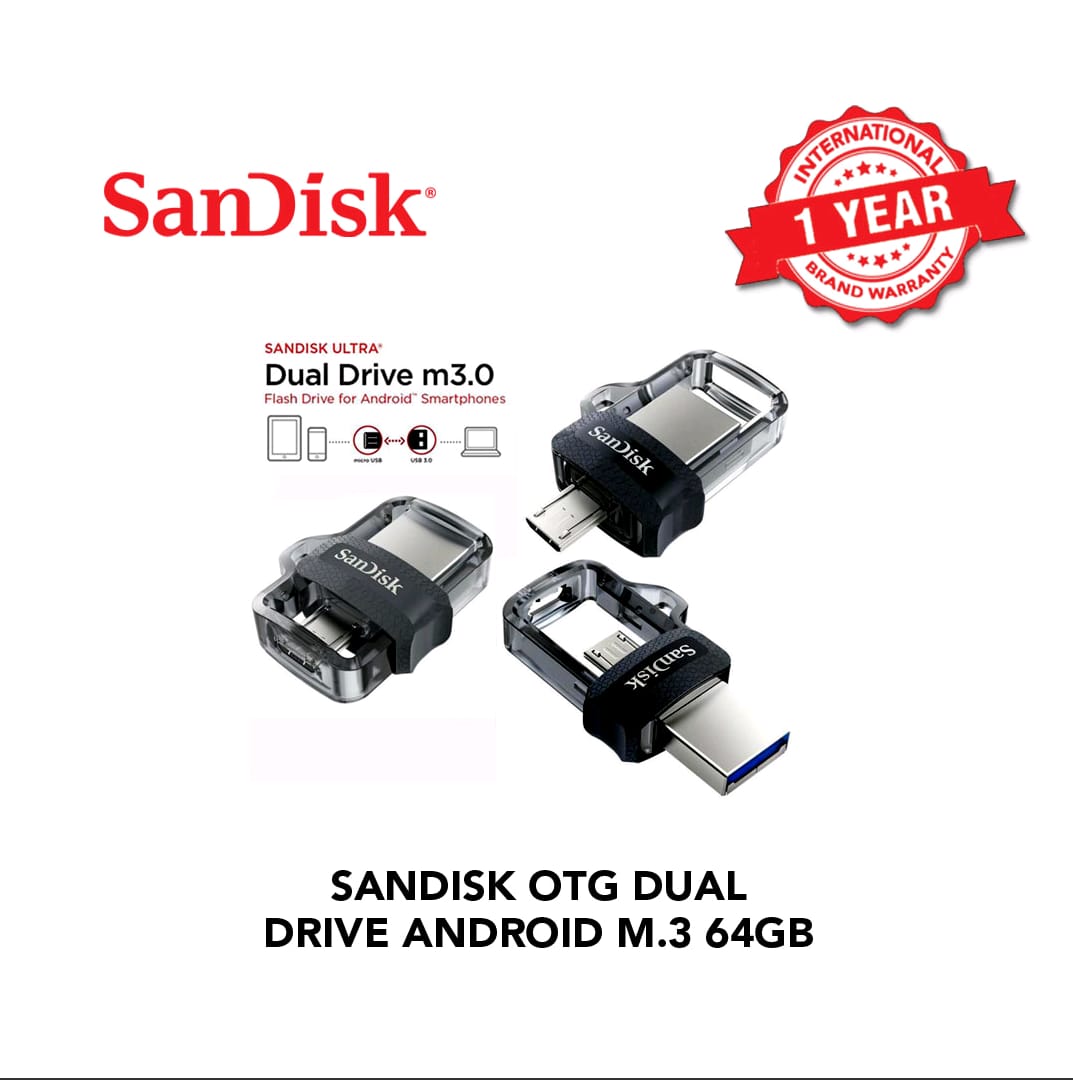 SanDisk®
INTERNATIONAL
1 YEAR
BRAND WARRANTY
SANDISK ULTRA®
Dual Drive m3.0
Flash Drive for Android™ Smartphones
micro USB
USB 3.0
SanDisk
SanDisk
SanDisk
SANDISK OTG DUAL
DRIVE ANDROID M.3 64GB